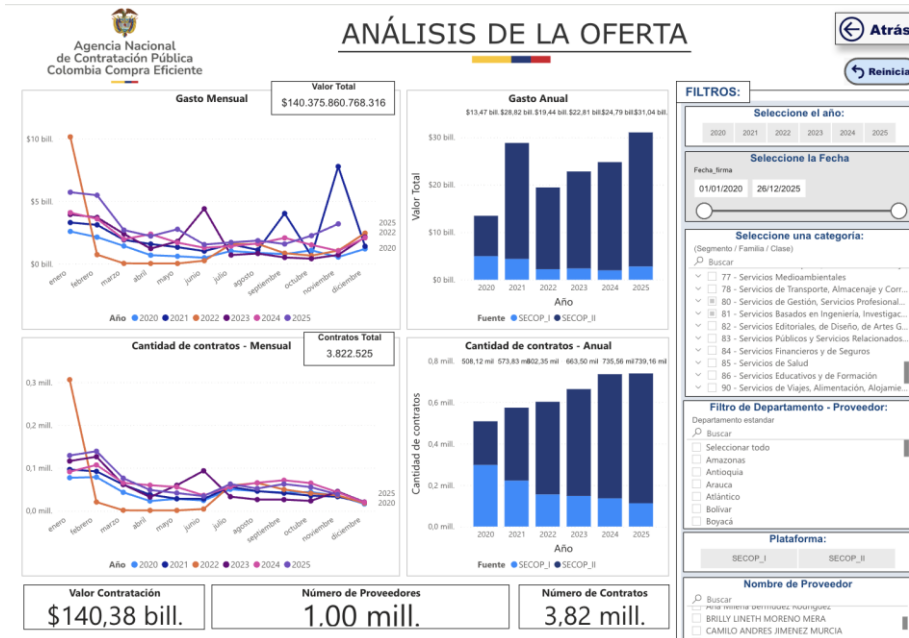 Agencia Nacional
de Contratación Pública
Colombia Compra Eficiente
ANÁLISIS DE LA OFERTA
Atrás
Reinicia
Gasto Mensual
Valor Total
$140.375.860.768.316
$10 bill.
$5 bill.
$0 bill.
2025
2022
2020
enero
febrero
marzo
abril
mayo
junio
julio
agosto
septiembre
octubre
noviembre
diciembre
Año 2020 2021 2022 2023 2024 2025
Gasto Anual
$13,47 bill. $28,82 bill. $19,44 bill. $22,81 bill. $24,79 bill. $31,04 bill.
Valor Total
$30 bill.
$20 bill.
$10 bill.
$0 bill.
2020 2021 2022 2023 2024 2025
Año
Fuente SECOP_I SECOP_II
Cantidad de contratos - Mensual
Contratos Total
3.822.525
0,3 mill.
0,2 mill.
0,1 mill.
0,0 mill.
2025
2020
enero
febrero
marzo
abril
mayo
junio
julio
agosto
septiembre
octubre
noviembre
diciembre
Año 2020 2021 2022 2023 2024 2025
Cantidad de contratos - Anual
508,12 mil 573,83 mil 602,35 mil 663,50 mil 735,56 mil 739,16 mil
Cantidad de contratos
0,8 mill.
0,6 mill.
0,4 mill.
0,2 mill.
0,0 mill.
2020 2021 2022 2023 2024 2025
Año
Fuente SECOP_I SECOP_II
Valor Contratación
$140,38 bill.
Número de Proveedores
1.00 mill.
Número de Contratos
3,82 mill.
FILTROS:
Seleccione el año:
2020 2021 2022 2023 2024 2025
Seleccione la Fecha
Fecha_firma
01/01/2020 26/12/2025
Seleccione una categoría:
(Segmento / Familia / Clase)
Buscar
77 - Servicios Medioambientales
78 - Servicios de Transporte, Almacenaje y Corr...
80 - Servicios de Gestión, Servicios Profesional...
81 - Servicios Basados en Ingeniería, Investigac...
82 - Servicios Editoriales, de Diseño, de Artes G...
83 - Servicios Públicos y Servicios Relacionados...
84 - Servicios Financieros y de Seguros
85 - Servicios de Salud
86 - Servicios Educativos y de Formación
90 - Servicios de Viajes, Alimentación, Alojamie...
Filtro de Departamento - Proveedor:
Departamento estandar
Buscar
Seleccionar todo
Amazonas
Antioquia
Arauca
Atlántico
Bolívar
Boyacá
Plataforma:
SECOP_I SECOP_II
Nombre de Proveedor
Buscar
Ana Milena Bermudez Rodriguez
BRILLY LINETH MORENO MERA
CAMILO ANDRES JIMENEZ MURCIA